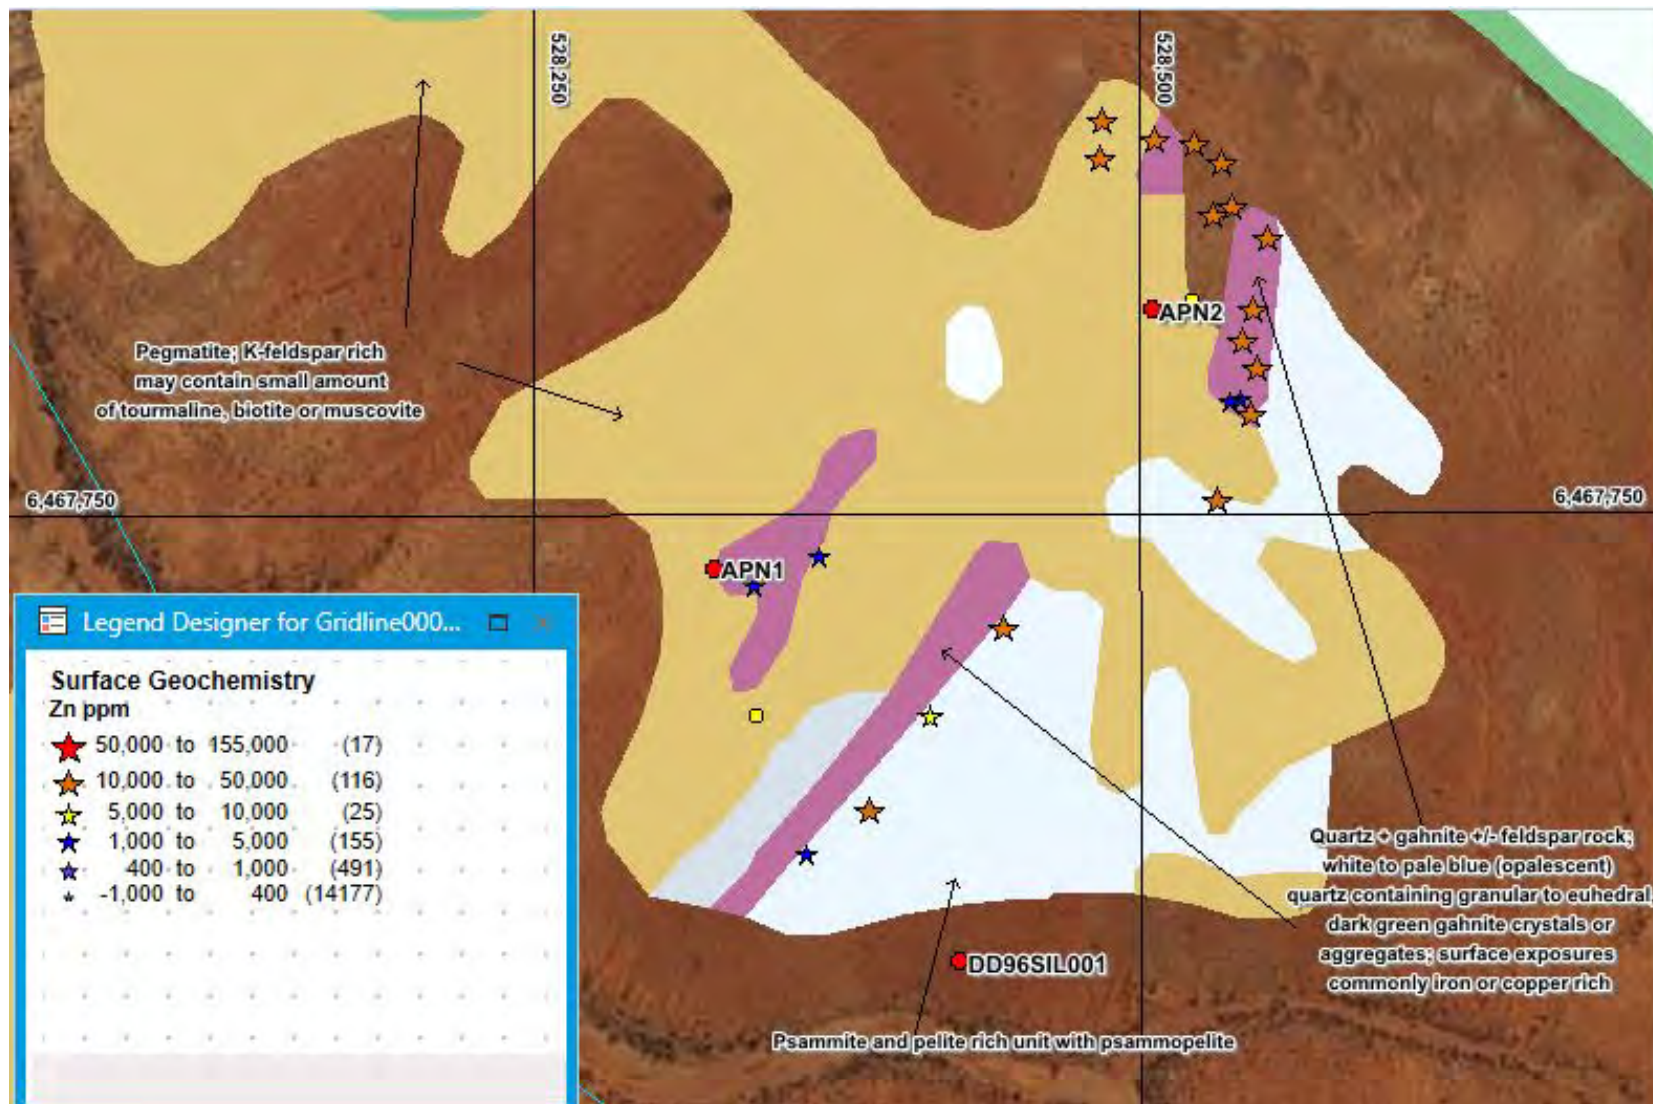 528,250
528,500
Pegmatite; K-feldspar rich
may contain small amount
of tourmaline, biotite or muscovite
APN2
6,467,750
6,467,750
APN1
Legend Designer for Gridline000...
Surface Geochemistry
Zn ppm
50,000 to 155,000 (17)
10,000 to 50,000 (116)
5,000 to 10,000 (25)
1,000 to 5,000 (155)
400 to 1,000 (491)
-1,000 to 400 (14177)
Quartz + gahnite +/- feldspar rock;
white to pale blue (opalescent)
quartz containing granular to euhedral,
dark green gahnite crystals or
aggregates; surface exposures
commonly iron or copper rich
DD96SIL001
Psammite and pelite rich unit with psammopelite